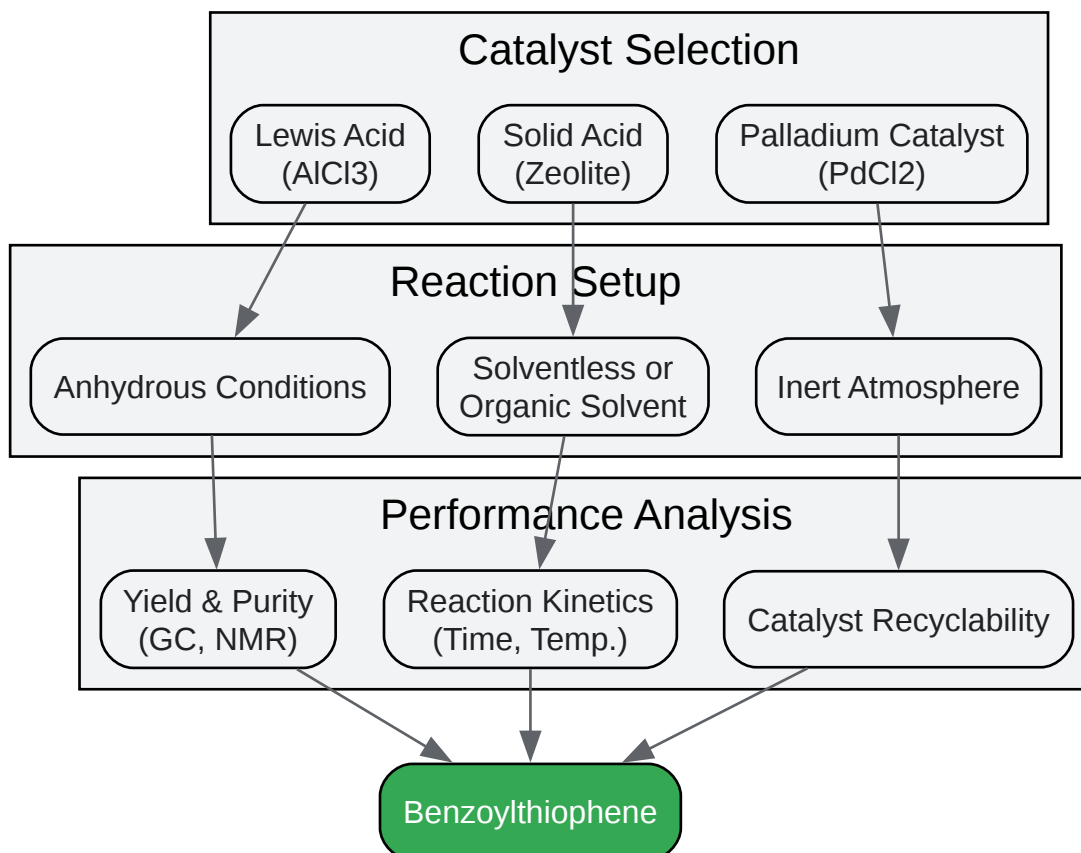 Catalyst Selection
Lewis Acid
(AlCl3)
Solid Acid
(Zeolite)
Palladium Catalyst
(PdCl2)
Reaction Setup
Anhydrous Conditions
Solventless or
Organic Solvent
Inert Atmosphere
Performance Analysis
Yield & Purity
(GC, NMR)
Reaction Kinetics
(Time, Temp.)
Catalyst Recyclability
Benzoylthiophene